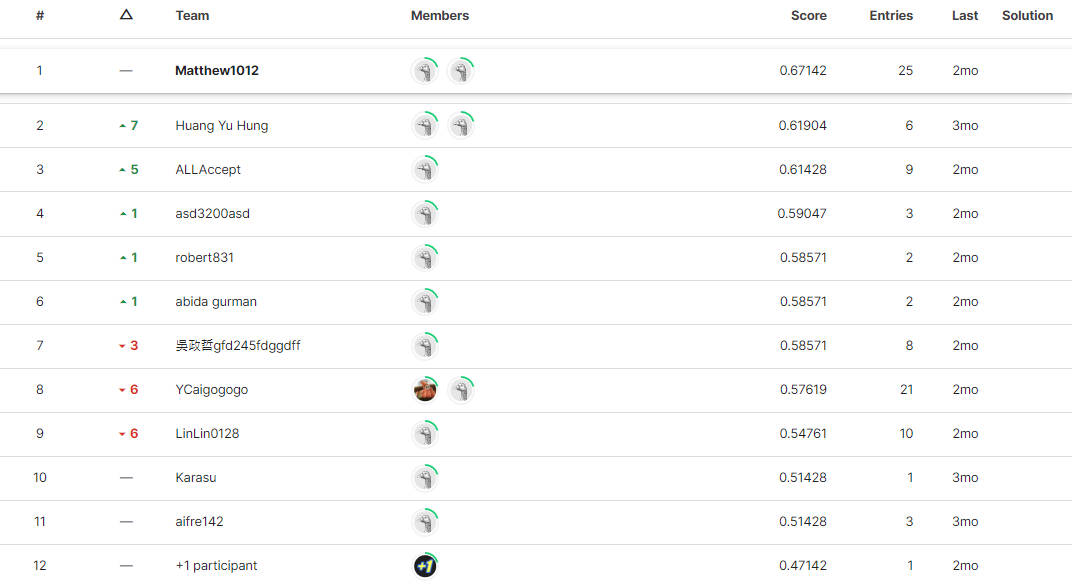 # △ Team Members Score Entries Last Solution
1 — Matthew1012 0.67142 25 2mo
2 ▲ 7 Huang Yu Hung 0.61904 6 3mo
3 ▲ 5 ALLAccept 0.61428 9 2mo
4 ▲ 1 asd3200asd 0.59047 3 2mo
5 ▲ 1 robert831 0.58571 2 2mo
6 ▲ 1 abida gurman 0.58571 2 2mo
7 ▼ 3 吳政哲gfd245fdggdff 0.58571 8 2mo
8 ▼ 6 YCaigogogo 0.57619 21 2mo
9 ▼ 6 LinLin0128 0.54761 10 2mo
10 — Karasu 0.51428 1 3mo
11 — aifre142 0.51428 3 3mo
12 — +1 participant +1 0.47142 1 2mo